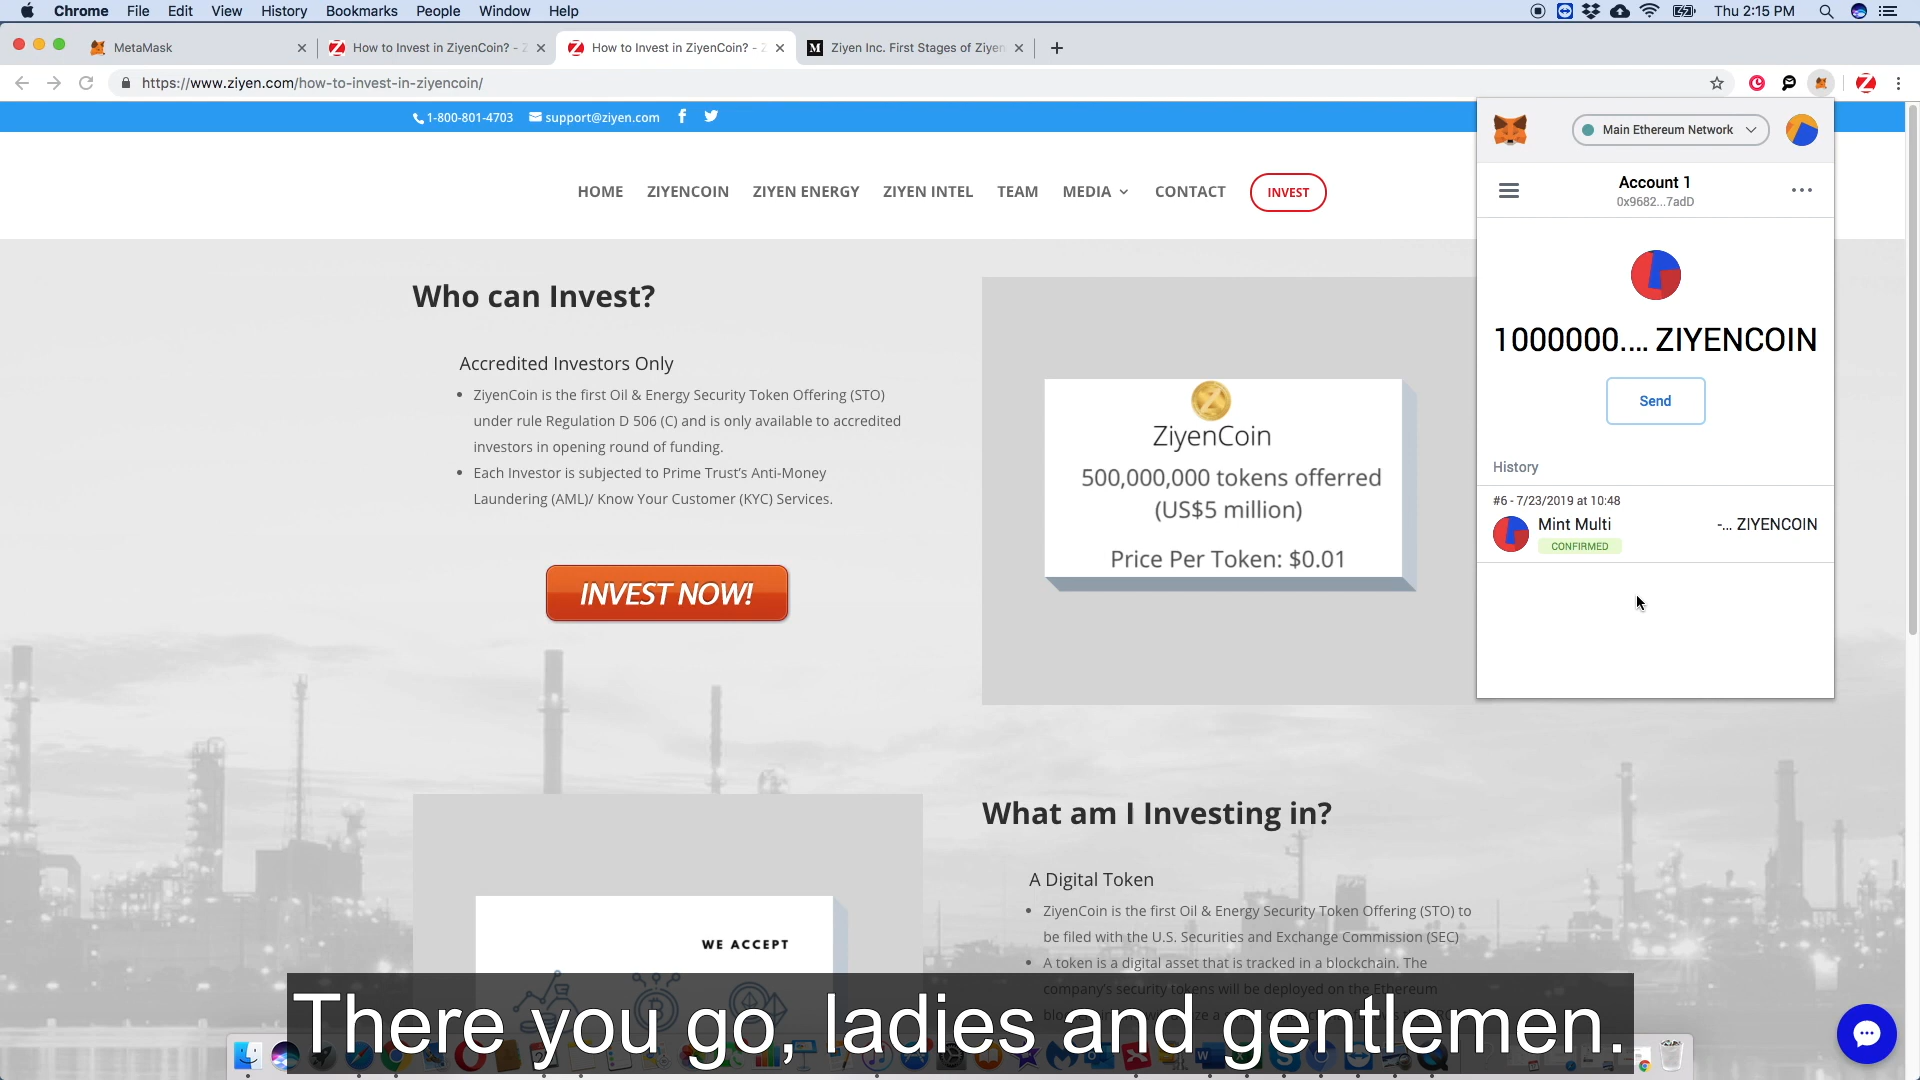 Chrome File Edit View History Bookmarks People Window Help
Thu 2:15 PM
MetaMask
How to Invest in ZiyenCoin? - Z
How to Invest in ZiyenCoin? - Z
Ziyen Inc. First Stages of Ziyen
https://www.ziyen.com/how-to-invest-in-ziyencoin/
1-800-801-4703 support@ziyen.com
HOME ZIYENCOIN ZIYEN ENERGY ZIYEN INTEL TEAM MEDIA CONTACT INVEST
Who can Invest?
Accredited Investors Only
• ZiyenCoin is the first Oil & Energy Security Token Offering (STO)
under rule Regulation D 506 (C) and is only available to accredited
investors in opening round of funding.
• Each Investor is subjected to Prime Trust's Anti-Money
Laundering (AML)/ Know Your Customer (KYC) Services.
INVEST NOW!
ZiyenCoin
500,000,000 tokens offerred
(US$5 million)
Price Per Token: $0.01
Main Ethereum Network
Account 1
0x9682...7adD
1000000.... ZIYENCOIN
Send
History
#6 - 7/23/2019 at 10:48
Mint Multi
-... ZIYENCOIN
CONFIRMED
WE ACCEPT
What am I Investing in?
A Digital Token
• ZiyenCoin is the first Oil & Energy Security Token Offering (STO) to
be filed with the U.S. Securities and Exchange Commission (SEC)
• A token is a digital asset that is tracked in a blockchain. The
company's security tokens will be deployed on the Ethereum
There you go, ladies and gentlemen.